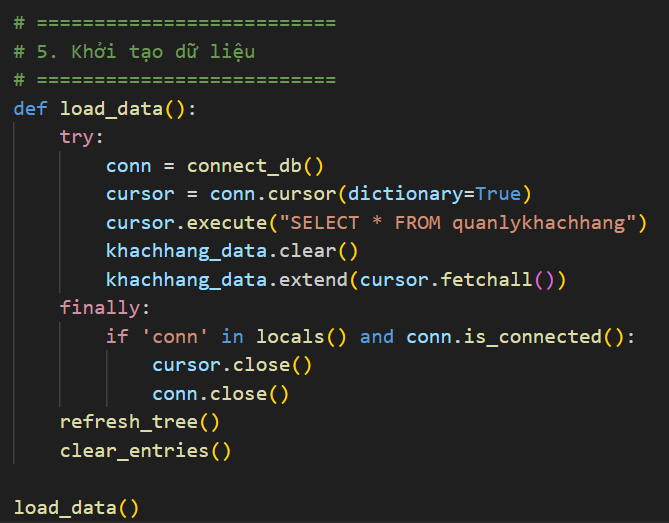 # ==========================
# 5. Khởi tạo dữ liệu
# ==========================
def load_data():
    try:
        conn = connect_db()
        cursor = conn.cursor(dictionary=True)
        cursor.execute("SELECT * FROM quanlykhachhang")
        khachhang_data.clear()
        khachhang_data.extend(cursor.fetchall())
    finally:
        if 'conn' in locals() and conn.is_connected():
            cursor.close()
            conn.close()
    refresh_tree()
    clear_entries()

load_data()